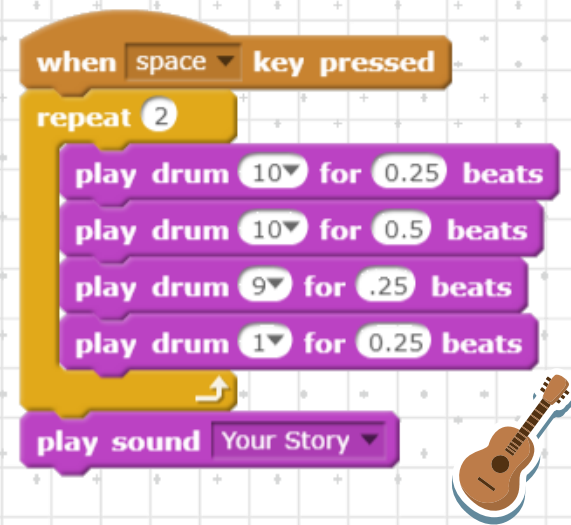 when space key pressed
repeat 2
play drum 10 for 0.25 beats
play drum 10 for 0.5 beats
play drum 9 for .25 beats
play drum 1 for 0.25 beats
play sound Your Story